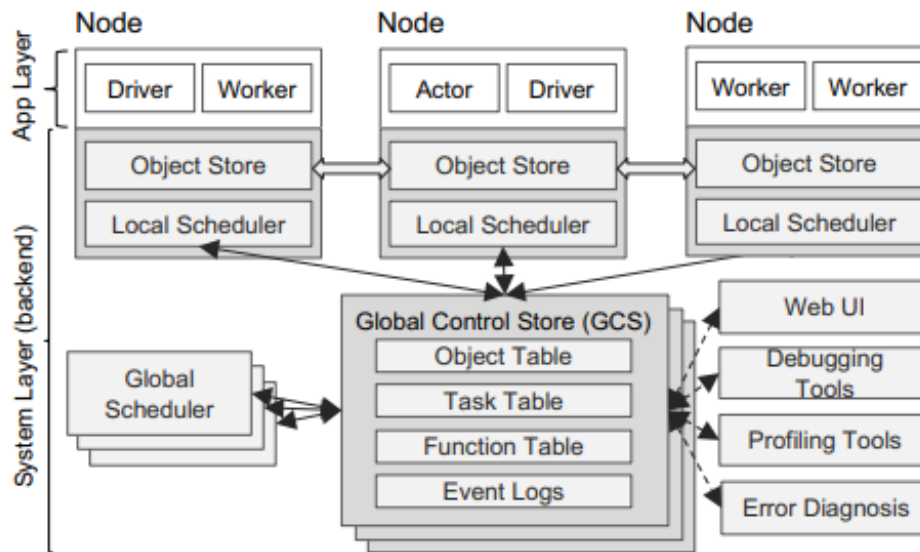 Node
Node
Node
App Layer
Driver
Worker
Actor
Driver
Worker
Worker
Object Store
Object Store
Object Store
Local Scheduler
Local Scheduler
Local Scheduler
System Layer (backend)
Global Control Store (GCS)
Object Table
Task Table
Function Table
Event Logs
Global
Scheduler
Web UI
Debugging
Tools
Profiling Tools
Error Diagnosis